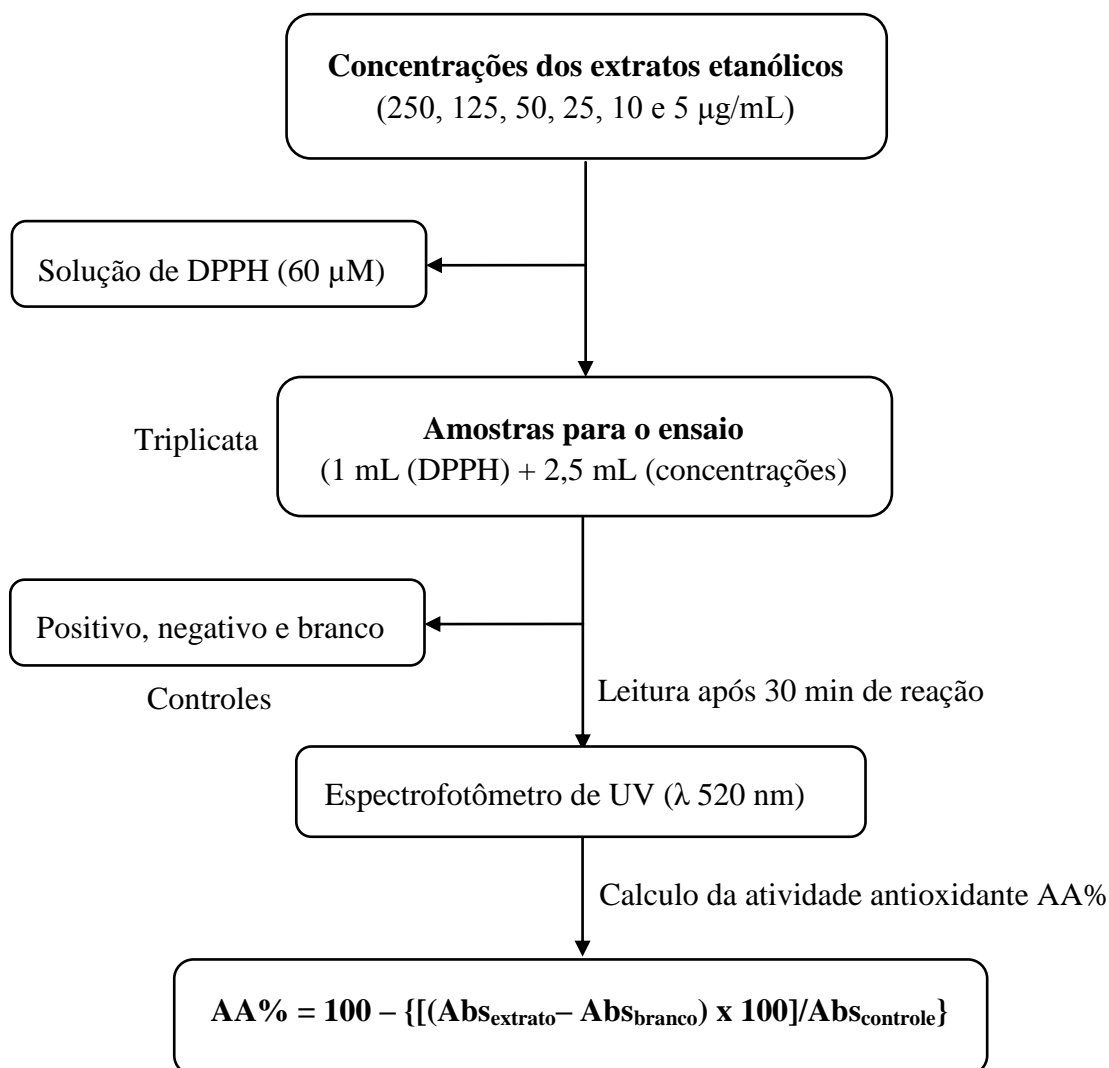 Concentrações dos extratos etanólicos
(250, 125, 50, 25, 10 e 5 µg/mL)
Solução de DPPH (60 µM)
Triplicata
Amostras para o ensaio
(1 mL (DPPH) + 2,5 mL (concentrações)
Positivo, negativo e branco
Controles
Leitura após 30 min de reação
Espectrofotômetro de UV (λ 520 nm)
Calculo da atividade antioxidante AA%
AA% = 100 – {[(Absextrato– Absbranco) x 100]/Abscontrole}